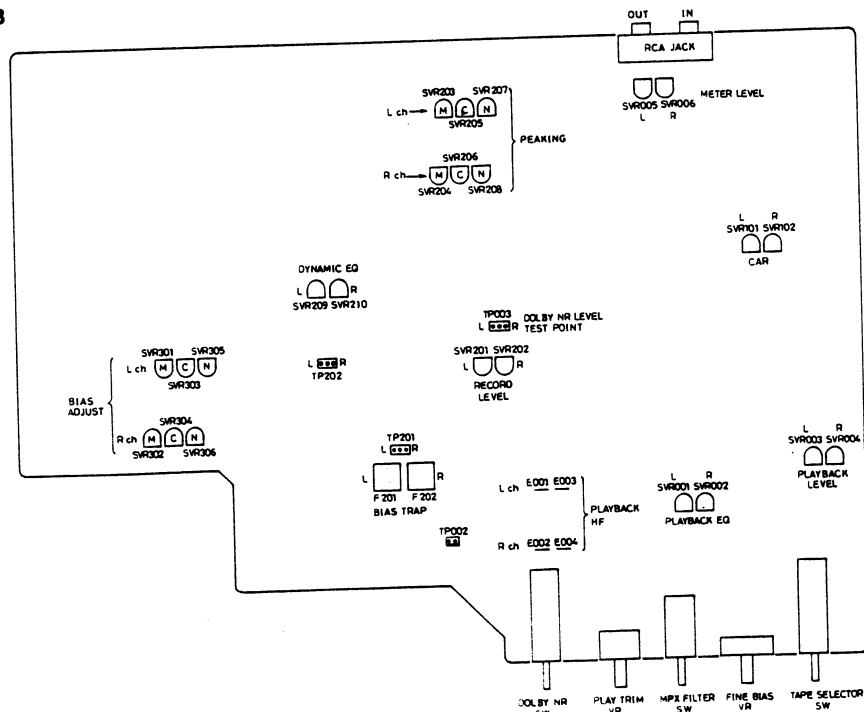 3
OUT IN
RCA JACK
SVR203 SVR207
L ch M C N
SVR205
SVR005 SVR006 METER LEVEL
L R
PEAKING
SVR206
R ch M C N
SVR204 SVR208
L R
SVR101 SVR102
CAR
DYNAMIC EQ
L R
SVR209 SVR210
TP003
L R DOLBY NR LEVEL
TEST POINT
SVR301 SVR305
L ch M C N
SVR303
L R
TP202
SVR201 SVR202
L R
RECORD
LEVEL
BIAS
ADJUST
SVR304
R ch M C N
SVR302 SVR306
TP201
L R
L R
F201 F202
BIAS TRAP
L R
SVR003 SVR004
PLAYBACK
LEVEL
L ch E001 E003
PLAYBACK
HF
R ch E002 E004
L R
SVR001 SVR002
PLAYBACK EQ
TP002
DOLBY NR PLAY TRIM MPX FILTER FINE BIAS TAPE SELECTOR
SW VR SW VR SW